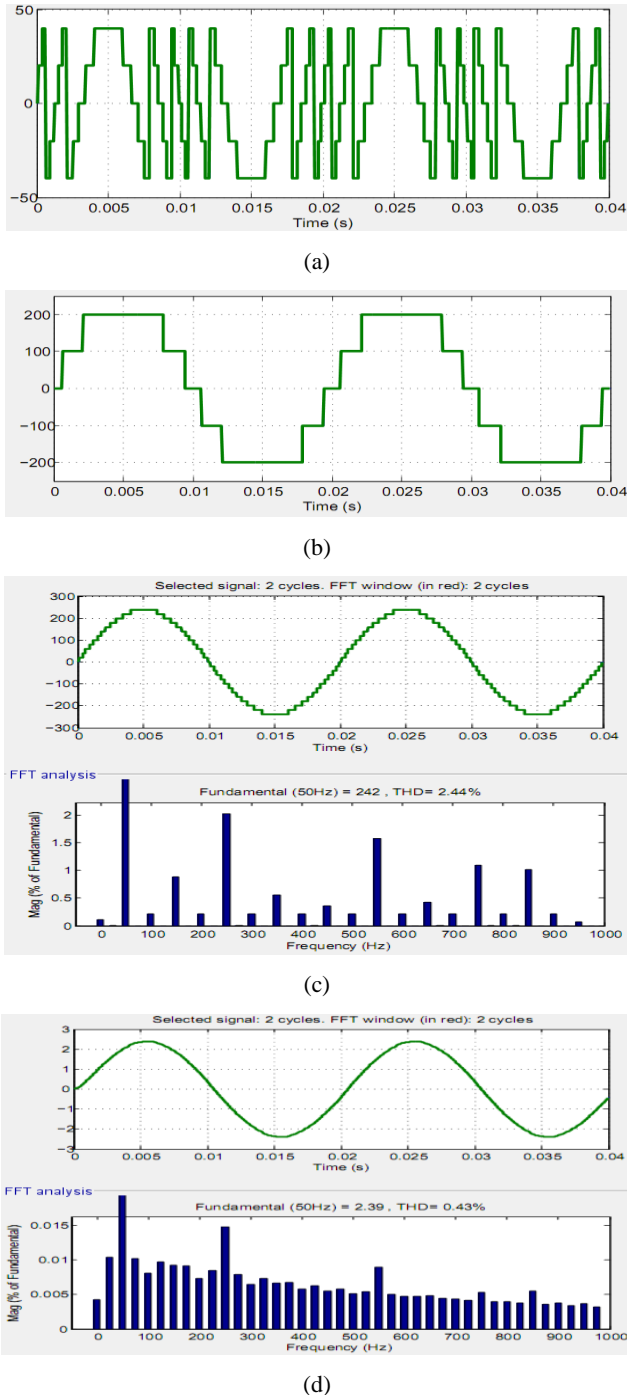 50
0
−50
0 0.005 0.01 0.015 0.02 0.025 0.03 0.035 0.04
Time (s)
(a)
200
100
0
−100
−200
0 0.005 0.01 0.015 0.02 0.025 0.03 0.035 0.04
Time (s)
(b)
Selected signal: 2 cycles. FFT window (in red): 2 cycles
300
200
100
0
−100
−200
−300
0 0.005 0.01 0.015 0.02 0.025 0.03 0.035 0.04
Time (s)
FFT analysis
Fundamental (50Hz) = 242 , THD= 2.44%
Mag (% of Fundamental)
2
1.5
1
0.5
0
0 100 200 300 400 500 600 700 800 900 1000
Frequency (Hz)
(c)
Selected signal: 2 cycles. FFT window (in red): 2 cycles
3
2
1
0
−1
−2
−3
0 0.005 0.01 0.015 0.02 0.025 0.03 0.035 0.04
Time (s)
FFT analysis
Fundamental (50Hz) = 2.39 , THD= 0.43%
Mag (% of Fundamental)
0.015
0.01
0.005
0
0 100 200 300 400 500 600 700 800 900 1000
Frequency (Hz)
(d)